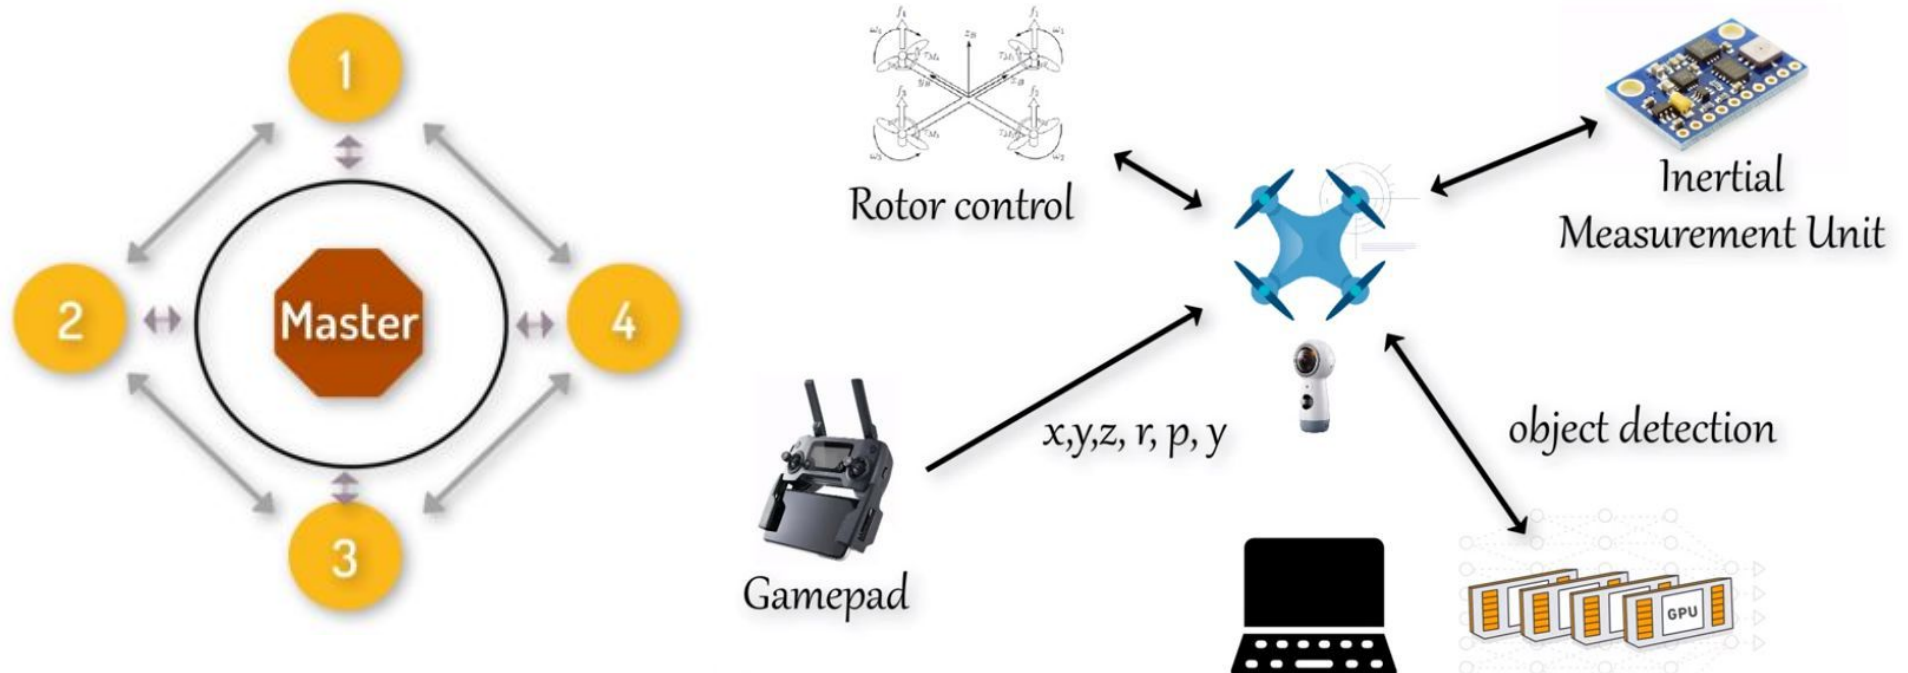 1
2
Master
4
3
Rotor control
Inertial
Measurement Unit
x,y,z, r, p, y
object detection
Gamepad
GPU